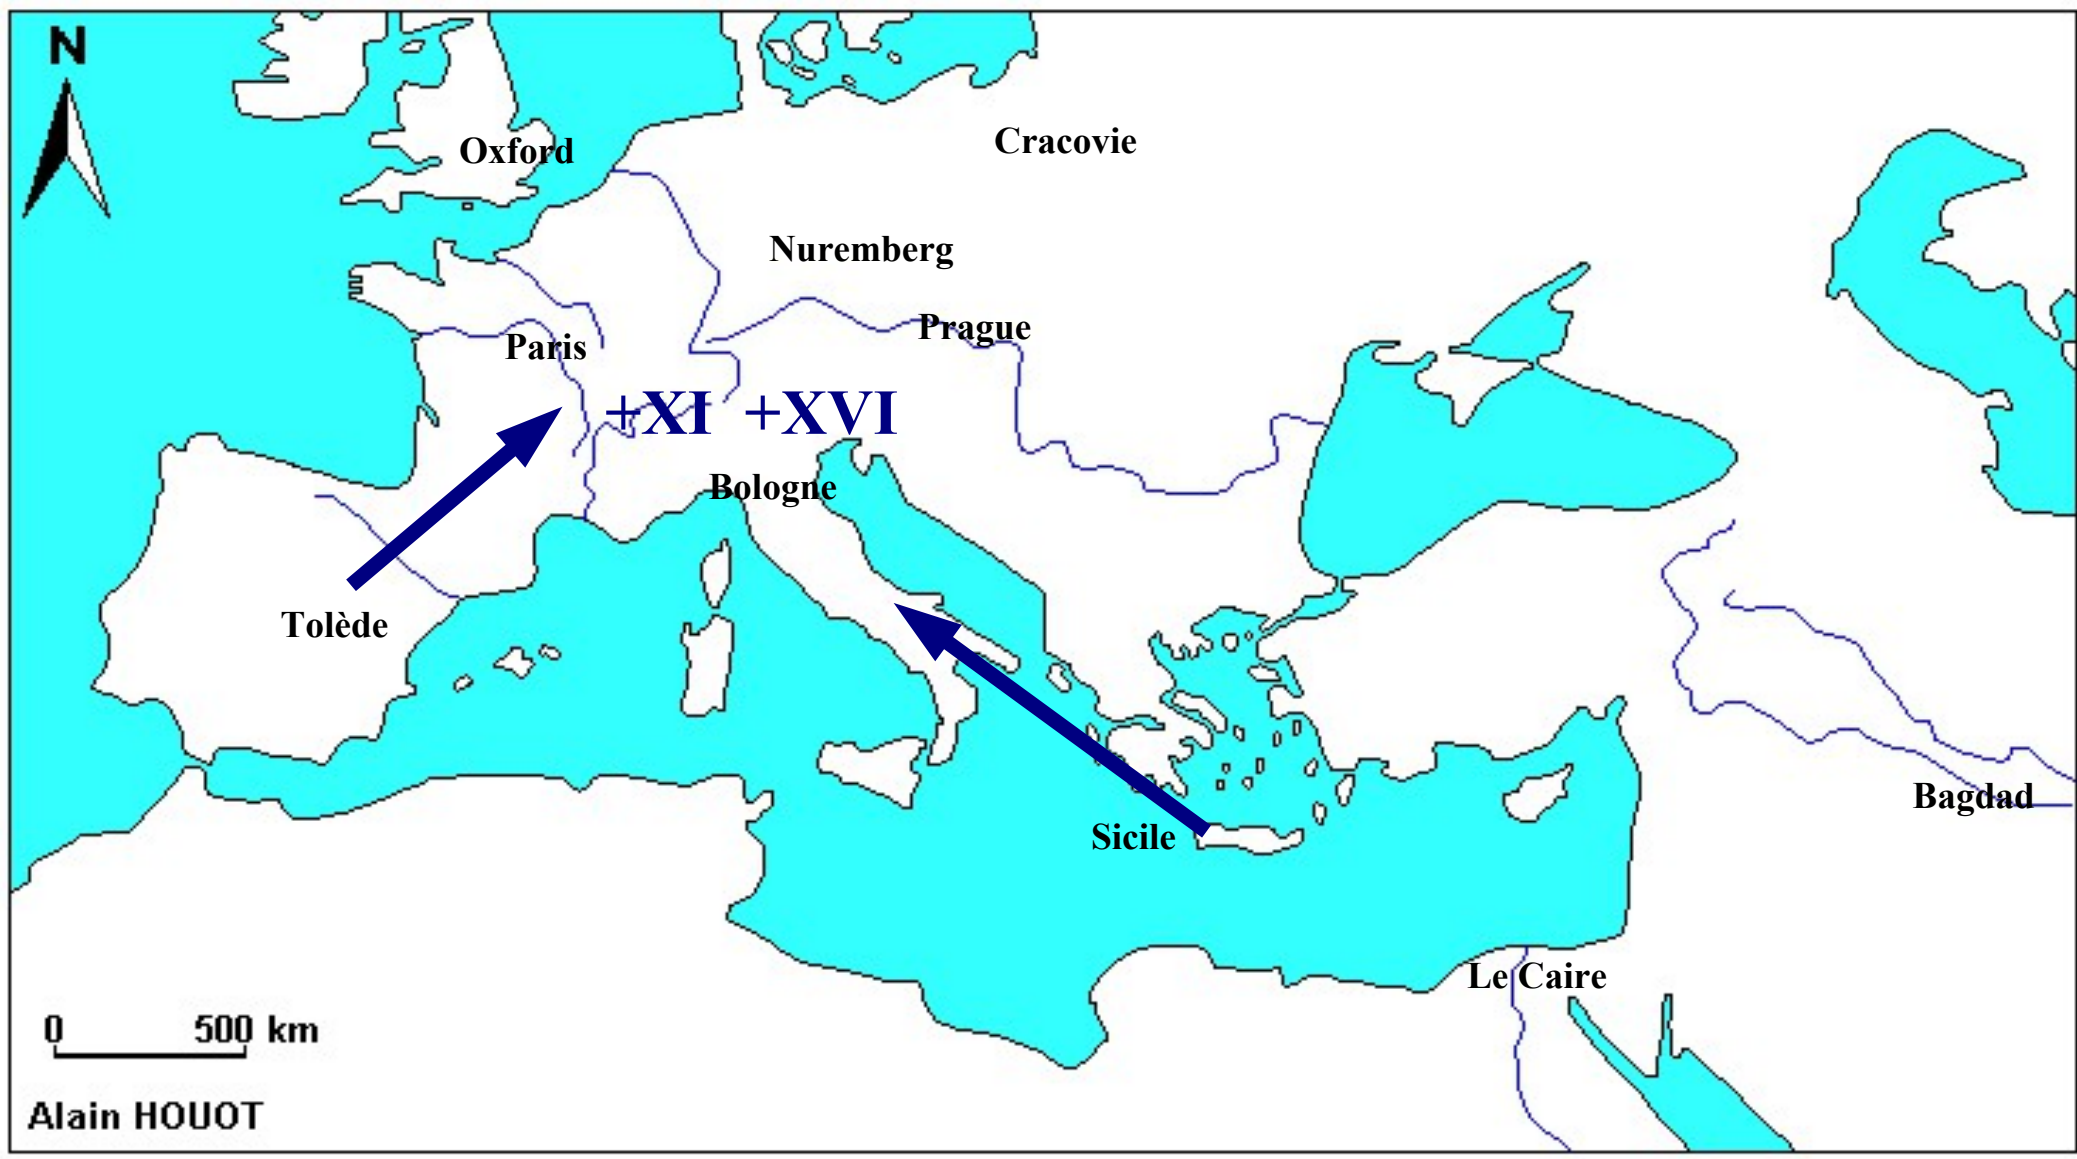 N
Oxford
Cracovie
Nuremberg
Prague
Paris
+XI +XVI
Bologne
Tolède
Bagdad
Sicile
Le Caire
0 500 km
Alain HOUOT